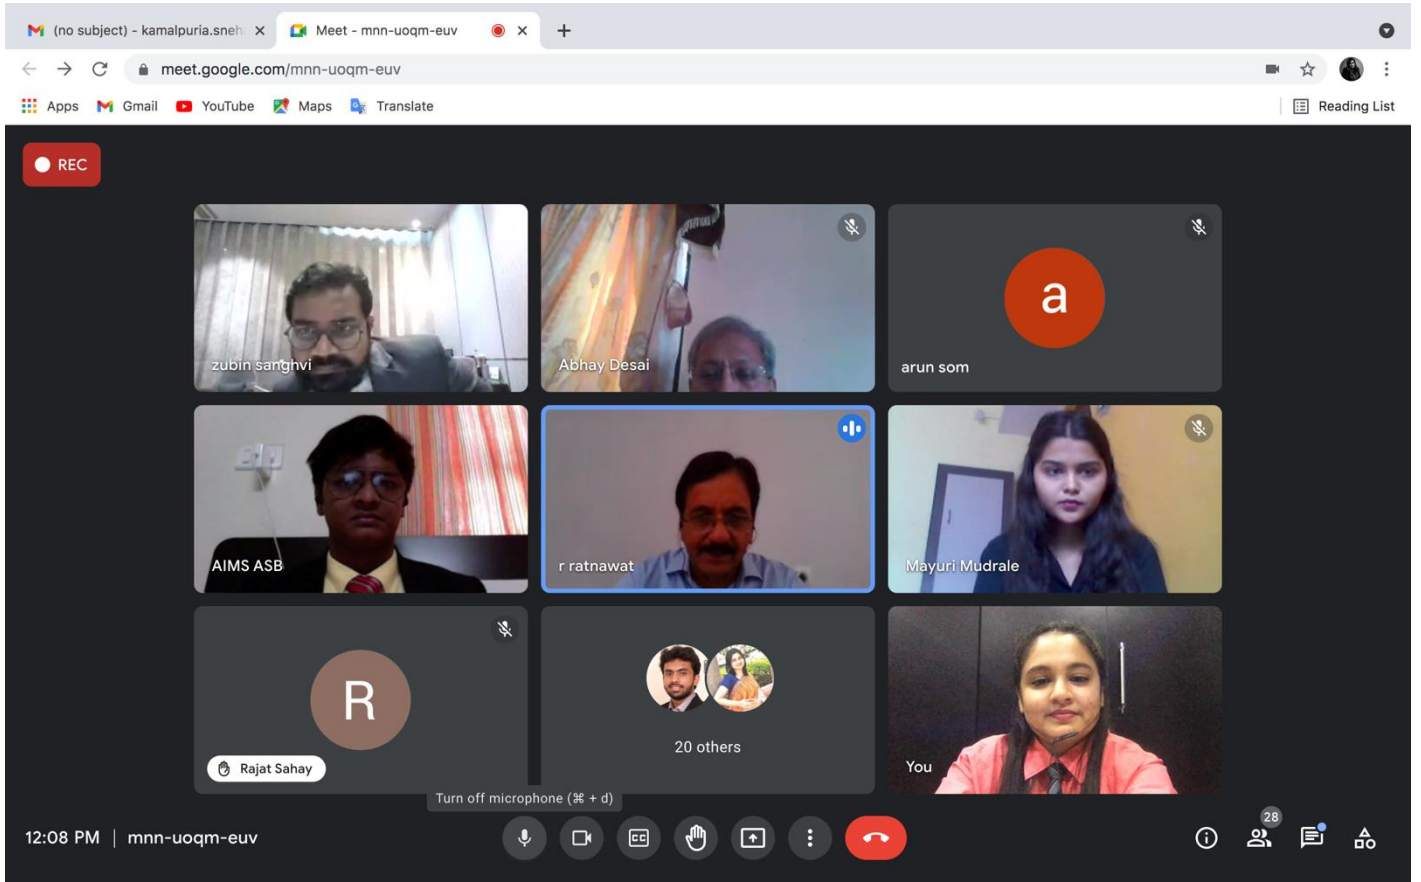 (no subject) - kamalpuria.sneh
Meet - mnn-uoqm-euv
meet.google.com/mnn-uoqm-euv
Apps Gmail YouTube Maps Translate Reading List
REC
zubin sanghvi
Abhay Desai
a
arun som
AIMS ASB
r ratnawat
Mayuri Mudrale
R
Rajat Sahay
20 others
You
Turn off microphone (⌘ + d)
12:08 PM | mnn-uoqm-euv
CC
28